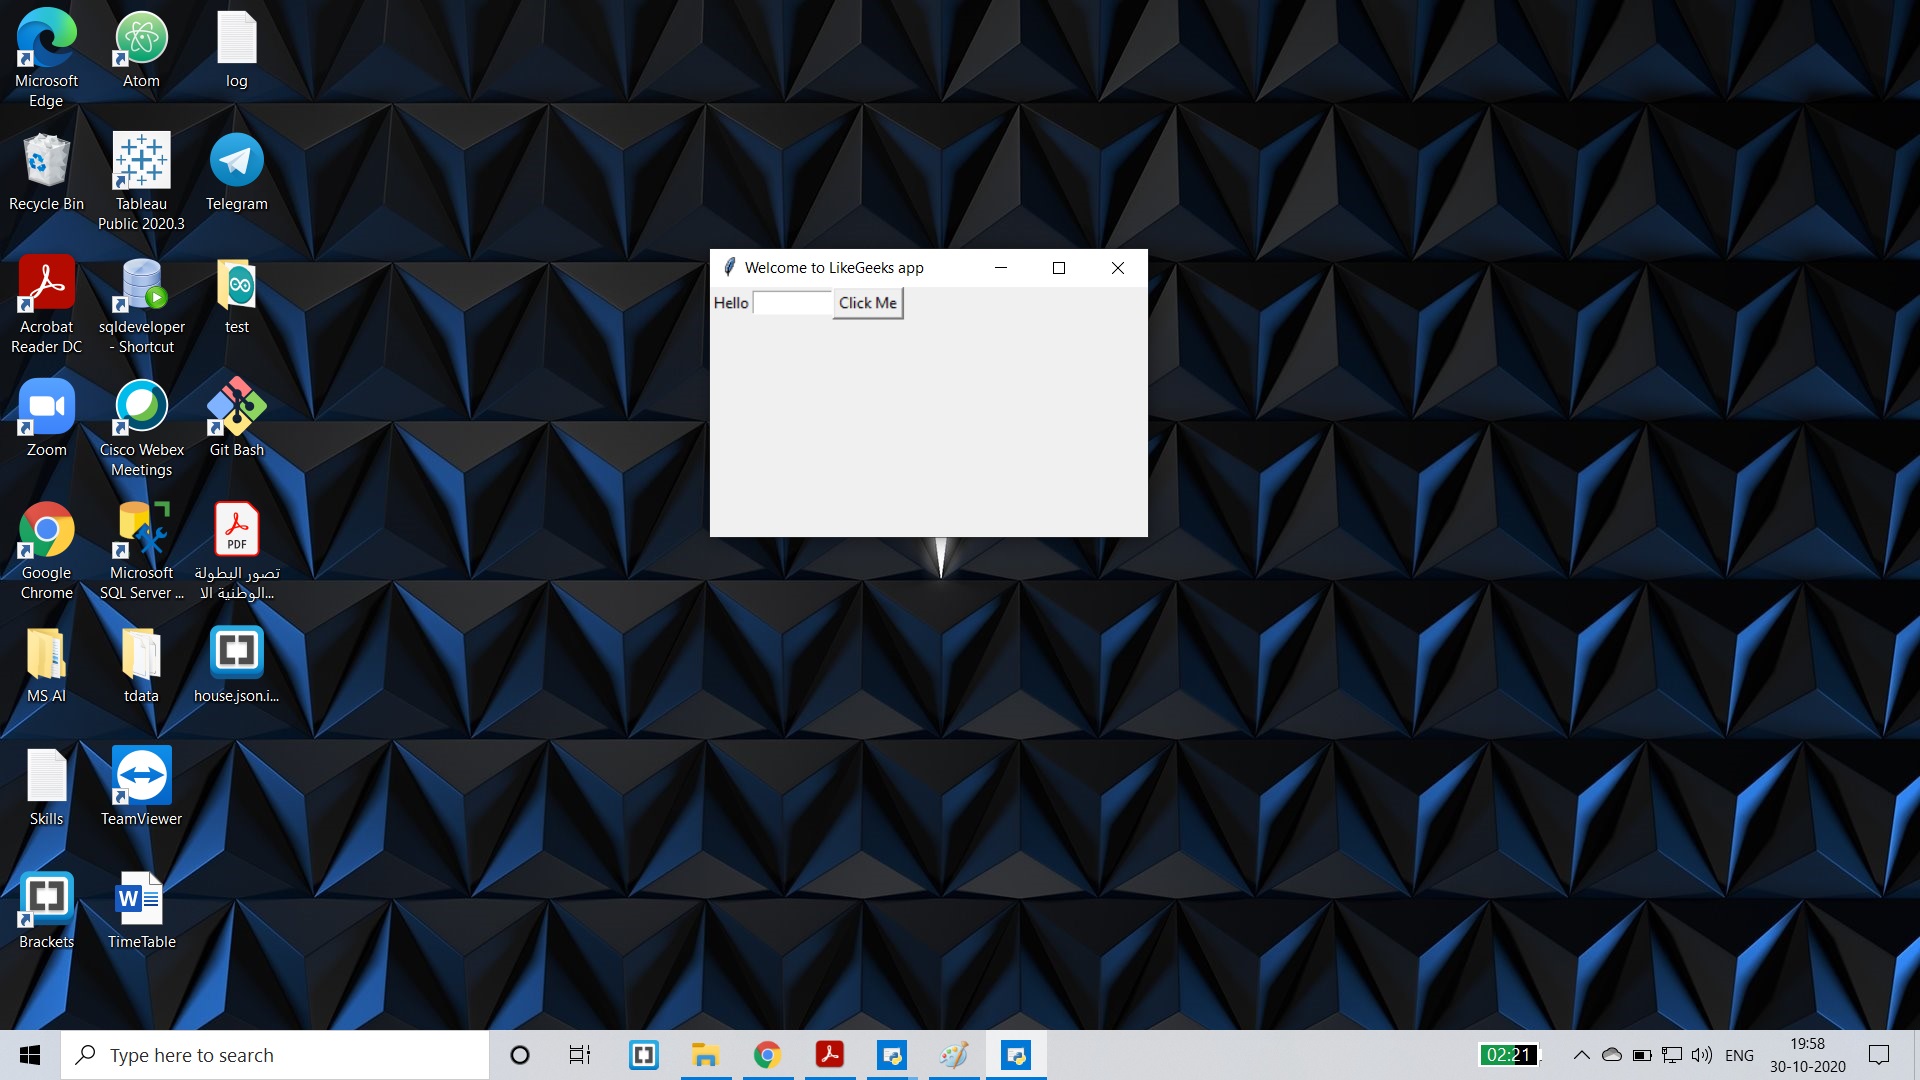 Microsoft
Edge
Atom
log
Recycle Bin
Tableau
Public 2020.3
Telegram
Acrobat
Reader DC
sqldeveloper
- Shortcut
test
Zoom
Cisco Webex
Meetings
Git Bash
Google
Chrome
Microsoft
SQL Server ...
PDF
تصور البطولة
الوطنية الا...
MS AI
tdata
house.json.i...
Skills
TeamViewer
Brackets
W
TimeTable
Welcome to LikeGeeks app
Hello
Click Me
Type here to search
02:21
ENG
19:58
30-10-2020